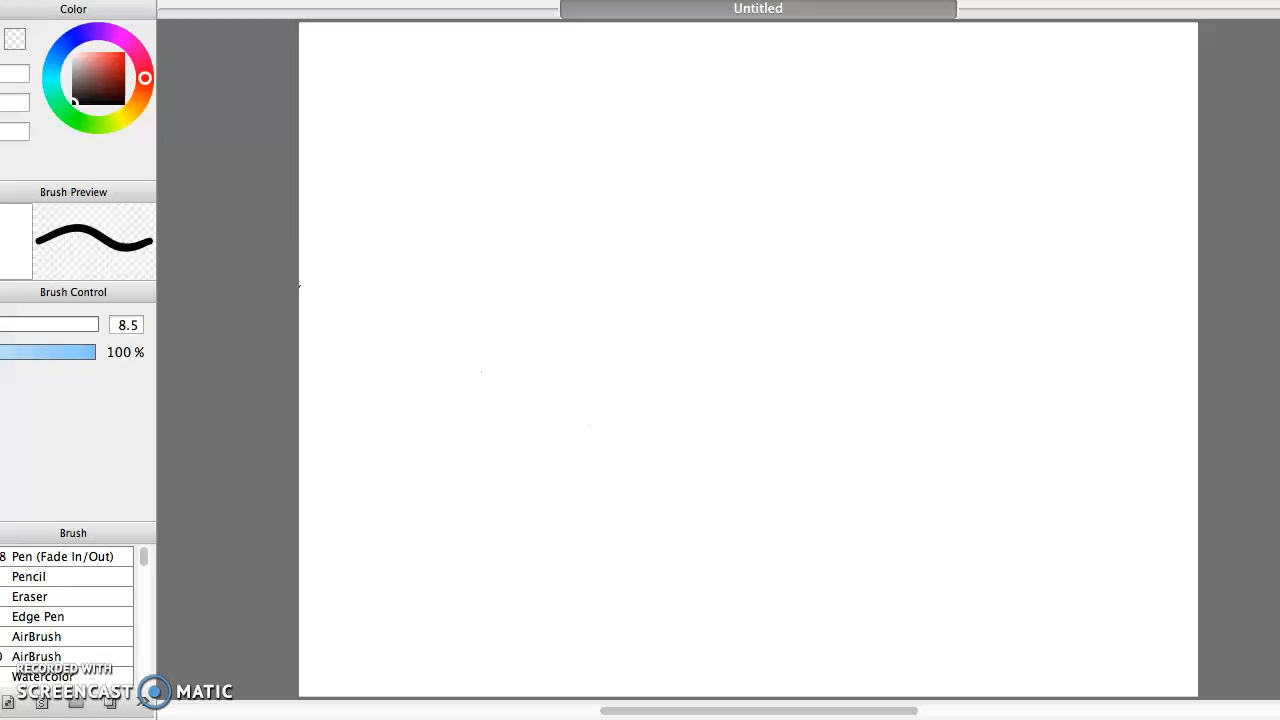 Color
Untitled
Brush Preview
Brush Control
8.5
100 %
Brush
8 Pen (Fade In/Out)
Pencil
Eraser
Edge Pen
AirBrush
AirBrush
Watercolor
RECORDED WITH
SCREENCAST MATIC